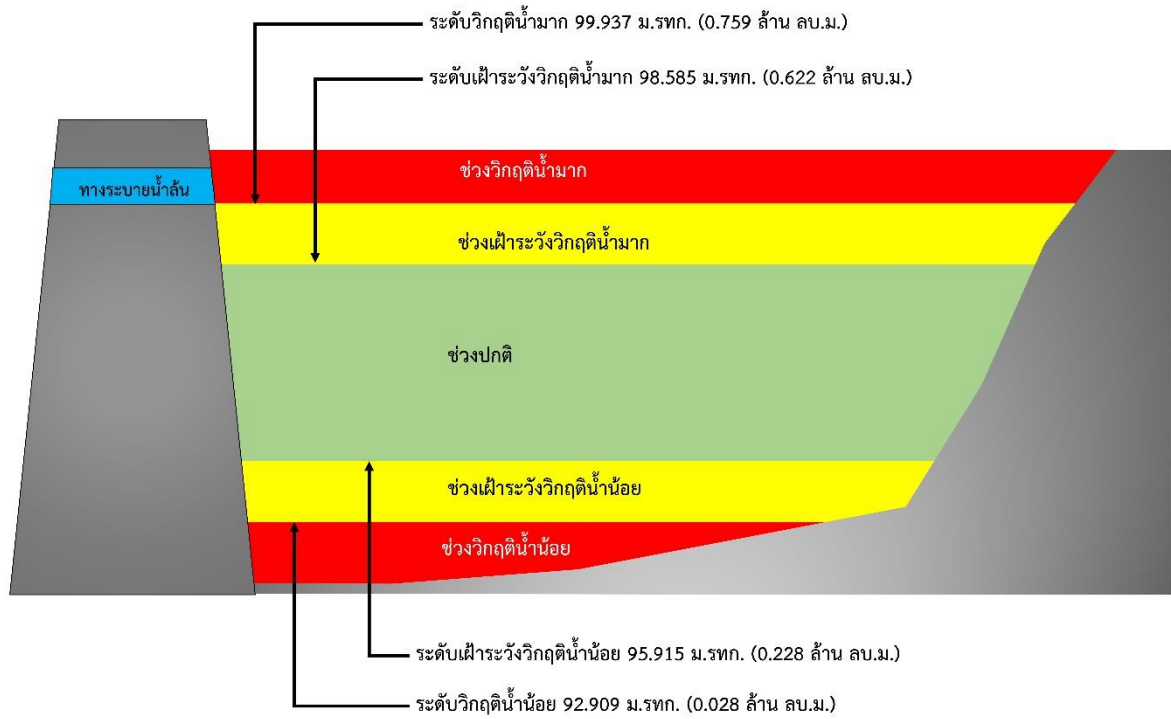 ระดับวิกฤติน้ำมาก 99.937 ม.รทก. (0.759 ล้าน ลบ.ม.)
ระดับเฝ้าระวังวิกฤติน้ำมาก 98.585 ม.รทก. (0.622 ล้าน ลบ.ม.)
ช่วงวิกฤติน้ำมาก
ทางระบายน้ำล้น
ช่วงเฝ้าระวังวิกฤติน้ำมาก
ช่วงปกติ
ช่วงเฝ้าระวังวิกฤติน้ำน้อย
ช่วงวิกฤติน้ำน้อย
ระดับเฝ้าระวังวิกฤติน้ำน้อย 95.915 ม.รทก. (0.228 ล้าน ลบ.ม.)
ระดับวิกฤติน้ำน้อย 92.909 ม.รทก. (0.028 ล้าน ลบ.ม.)